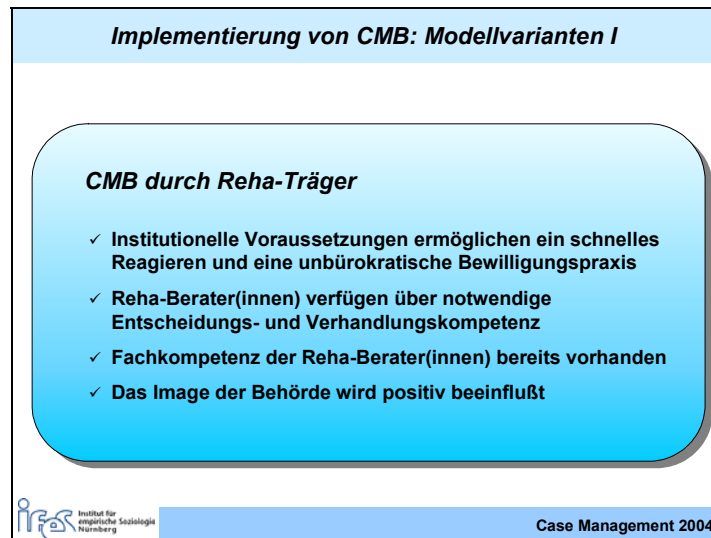 Implementierung von CMB: Modellvarianten I
CMB durch Reha-Träger
✓ Institutionelle Voraussetzungen ermöglichen ein schnelles
Reagieren und eine unbürokratische Bewilligungspraxis
✓ Reha-Berater(innen) verfügen über notwendige
Entscheidungs- und Verhandlungskompetenz
✓ Fachkompetenz der Reha-Berater(innen) bereits vorhanden
✓ Das Image der Behörde wird positiv beeinflußt
ifes
Institut für
empirische Soziologie
Nürnberg
Case Management 2004